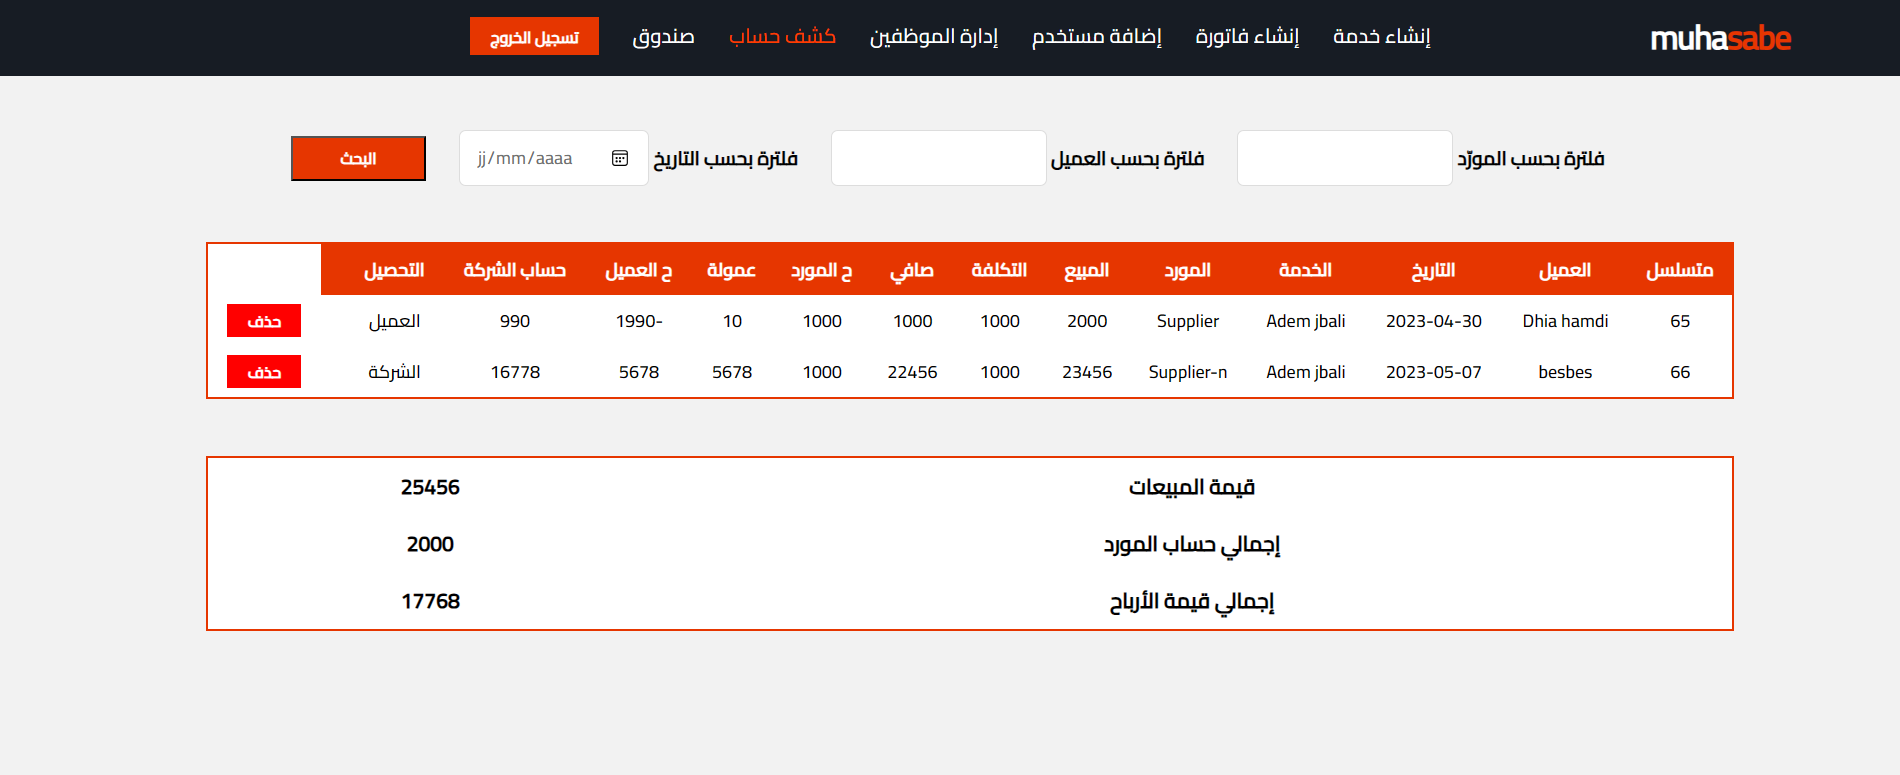 muhasabe إنشاء خدمة إنشاء فاتورة إضافة مستخدم إدارة الموظفين كشف حساب صندوق تسجيل الخروج
فلترة بحسب المورّد فلترة بحسب العميل فلترة بحسب التاريخ jj/mm/aaaa البحث
متسلسل العميل التاريخ الخدمة المورد المبيع التكلفة صافي ح المورد عمولة ح العميل حساب الشركة التحصيل
65 Dhia hamdi 2023-04-30 Adem jbali Supplier 2000 1000 1000 1000 10 1990- 990 العميل حذف
66 besbes 2023-05-07 Adem jbali Supplier-n 23456 1000 22456 1000 5678 5678 16778 الشركة حذف
قيمة المبيعات 25456
إجمالي حساب المورد 2000
إجمالي قيمة الأرباح 17768